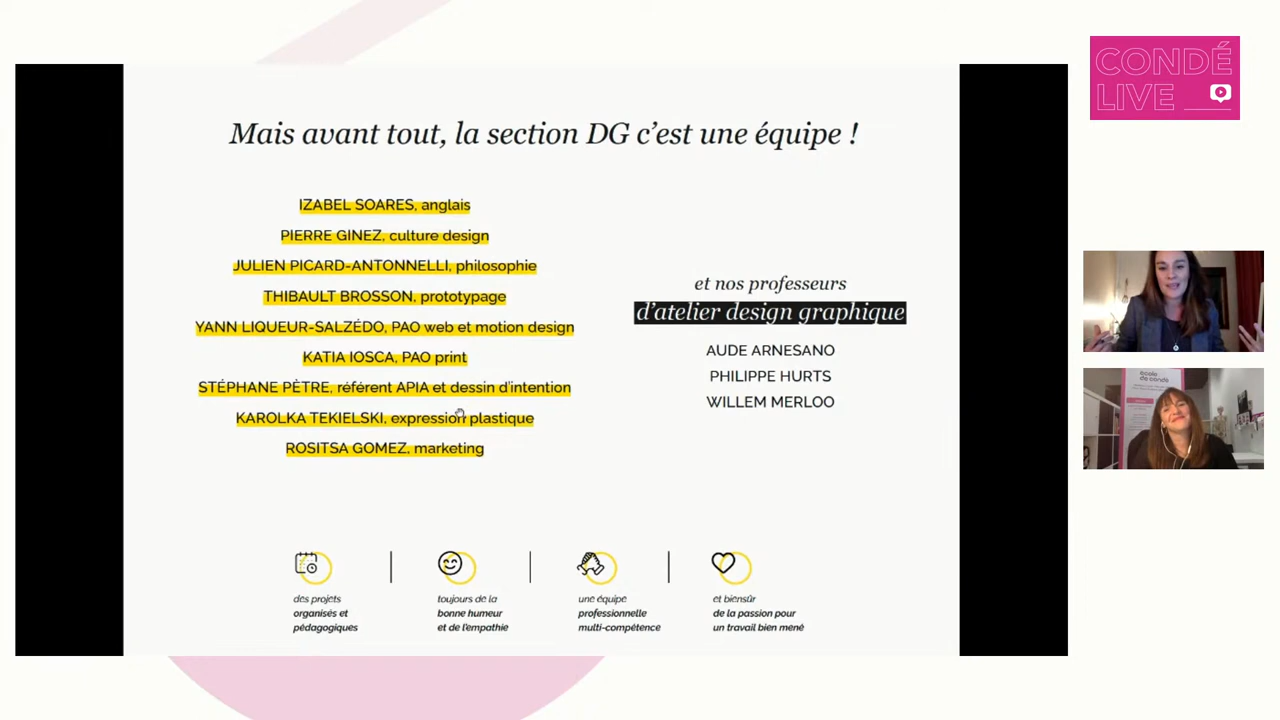 CONDÉ
LIVE
Mais avant tout, la section DG c'est une équipe !
IZABEL SOARES, anglais
PIERRE GINEZ, culture design
JULIEN PICARD-ANTONNELLI, philosophie
THIBAULT BROSSON, prototypage
YANN LIQUEUR-SALZÉDO, PAO web et motion design
KATIA IOSCA, PAO print
STÉPHANE PÈTRE, référent APIA et dessin d'intention
KAROLKA TEKIELSKI, expression plastique
ROSITSA GOMEZ, marketing
et nos professeurs
d'atelier design graphique
AUDE ARNESANO
PHILIPPE HURTS
WILLEM MERLOO
des projets
organisés et
pédagogiques
toujours de la
bonne humeur
et de l'empathie
une équipe
professionnelle
multi-compétence
et biensûr
de la passion pour
un travail bien mené
école
de condé